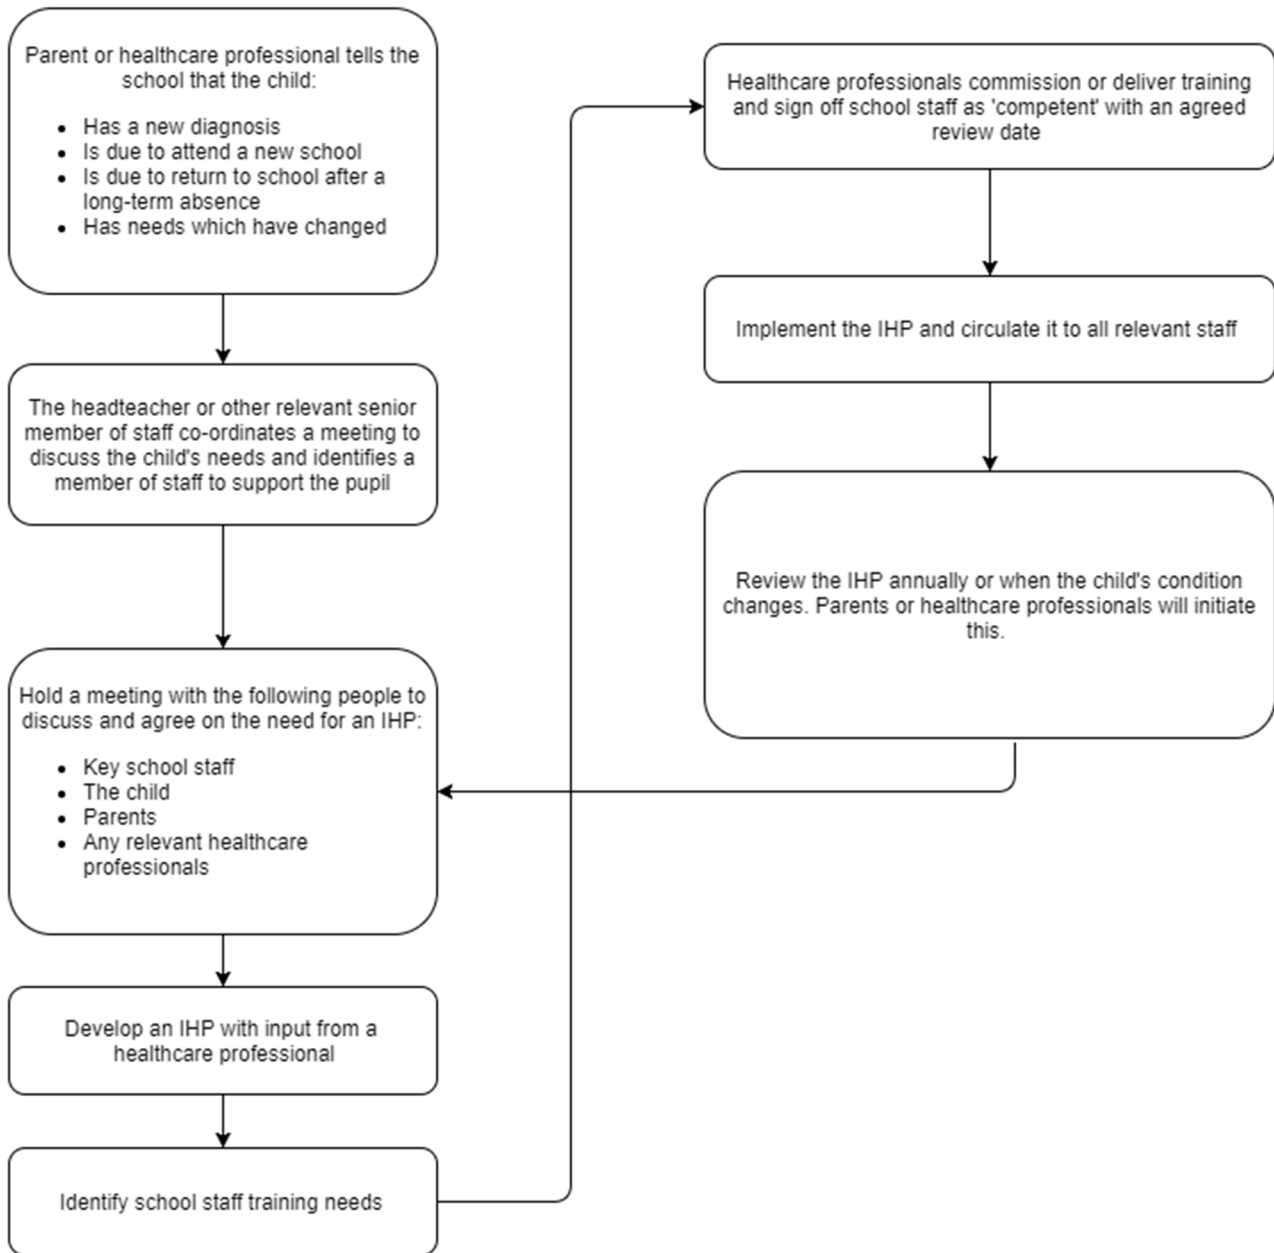 Parent or healthcare professional tells the
school that the child:
• Has a new diagnosis
• Is due to attend a new school
• Is due to return to school after a
long-term absence
• Has needs which have changed
The headteacher or other relevant senior
member of staff co-ordinates a meeting to
discuss the child's needs and identifies a
member of staff to support the pupil
Hold a meeting with the following people to
discuss and agree on the need for an IHP:
• Key school staff
• The child
• Parents
• Any relevant healthcare
professionals
Develop an IHP with input from a
healthcare professional
Identify school staff training needs
Healthcare professionals commission or deliver training
and sign off school staff as 'competent' with an agreed
review date
Implement the IHP and circulate it to all relevant staff
Review the IHP annually or when the child's condition
changes. Parents or healthcare professionals will initiate
this.